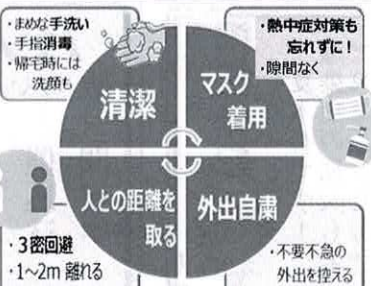 ・まめな手洗い
・手指消毒
・帰宅時には
洗顔も
清潔
・熱中症対策も
忘れずに！
・隙間なく
マスク
着用
人との距離を
取る
・3密回避
・1~2m 離れる
外出自粛
・不要不急の
外出を控える